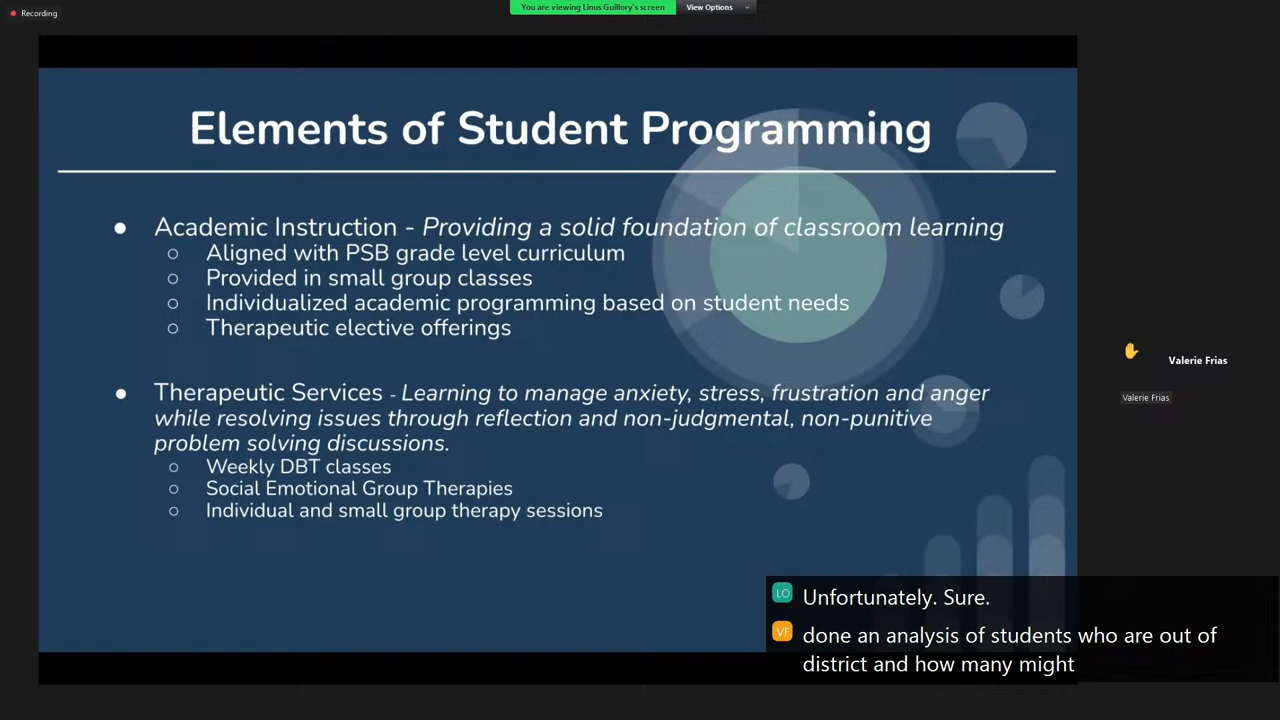 Recording
You are viewing Linus Guillory's screen
View Options
Elements of Student Programming
● Academic Instruction - Providing a solid foundation of classroom learning
○ Aligned with PSB grade level curriculum
○ Provided in small group classes
○ Individualized academic programming based on student needs
○ Therapeutic elective offerings
● Therapeutic Services - Learning to manage anxiety, stress, frustration and anger
while resolving issues through reflection and non-judgmental, non-punitive
problem solving discussions.
○ Weekly DBT classes
○ Social Emotional Group Therapies
○ Individual and small group therapy sessions
Valerie Frias
Valerie Frias
LO Unfortunately. Sure.
VF done an analysis of students who are out of
district and how many might